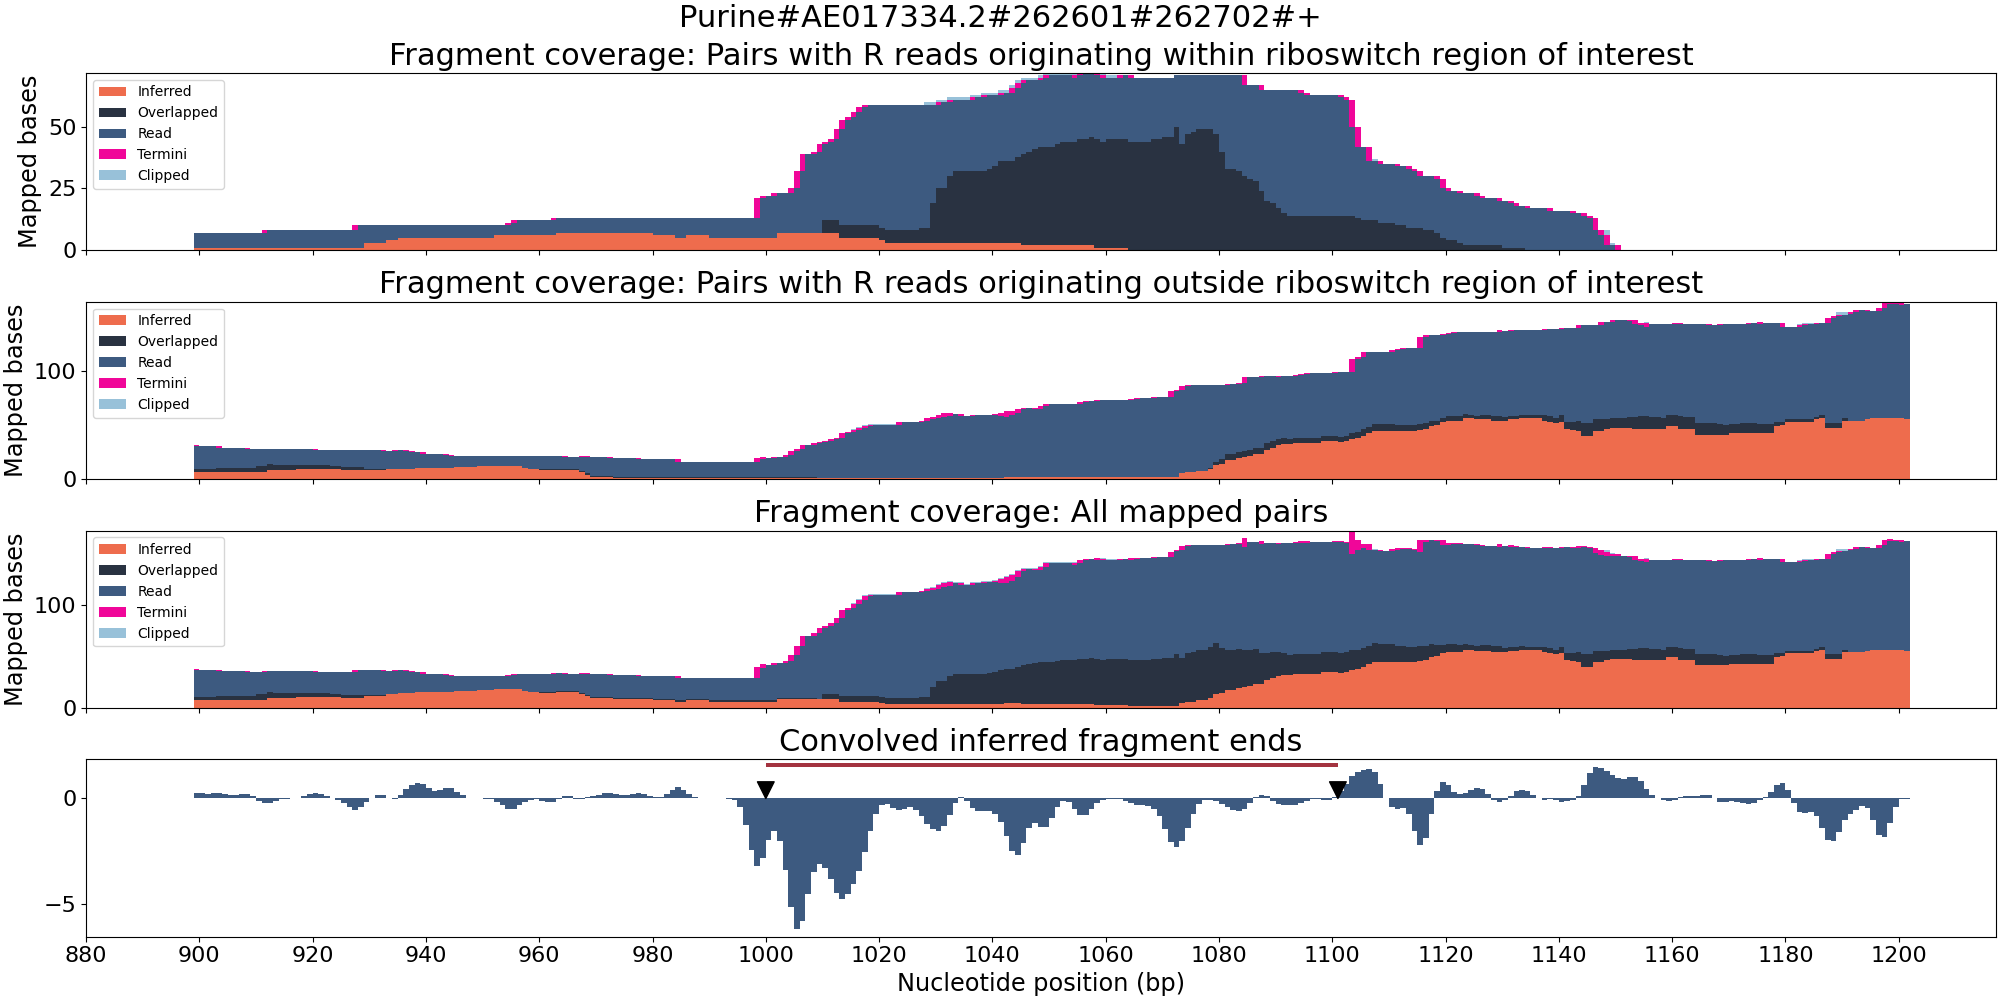 Purine#AE017334.2#262601#262702#+
Fragment coverage: Pairs with R reads originating within riboswitch region of interest
Mapped bases
50
25
0
Inferred
Overlapped
Read
Termini
Clipped
Fragment coverage: Pairs with R reads originating outside riboswitch region of interest
Mapped bases
100
0
Inferred
Overlapped
Read
Termini
Clipped
Fragment coverage: All mapped pairs
Mapped bases
100
0
Inferred
Overlapped
Read
Termini
Clipped
Convolved inferred fragment ends
0
−5
880 900 920 940 960 980 1000 1020 1040 1060 1080 1100 1120 1140 1160 1180 1200
Nucleotide position (bp)